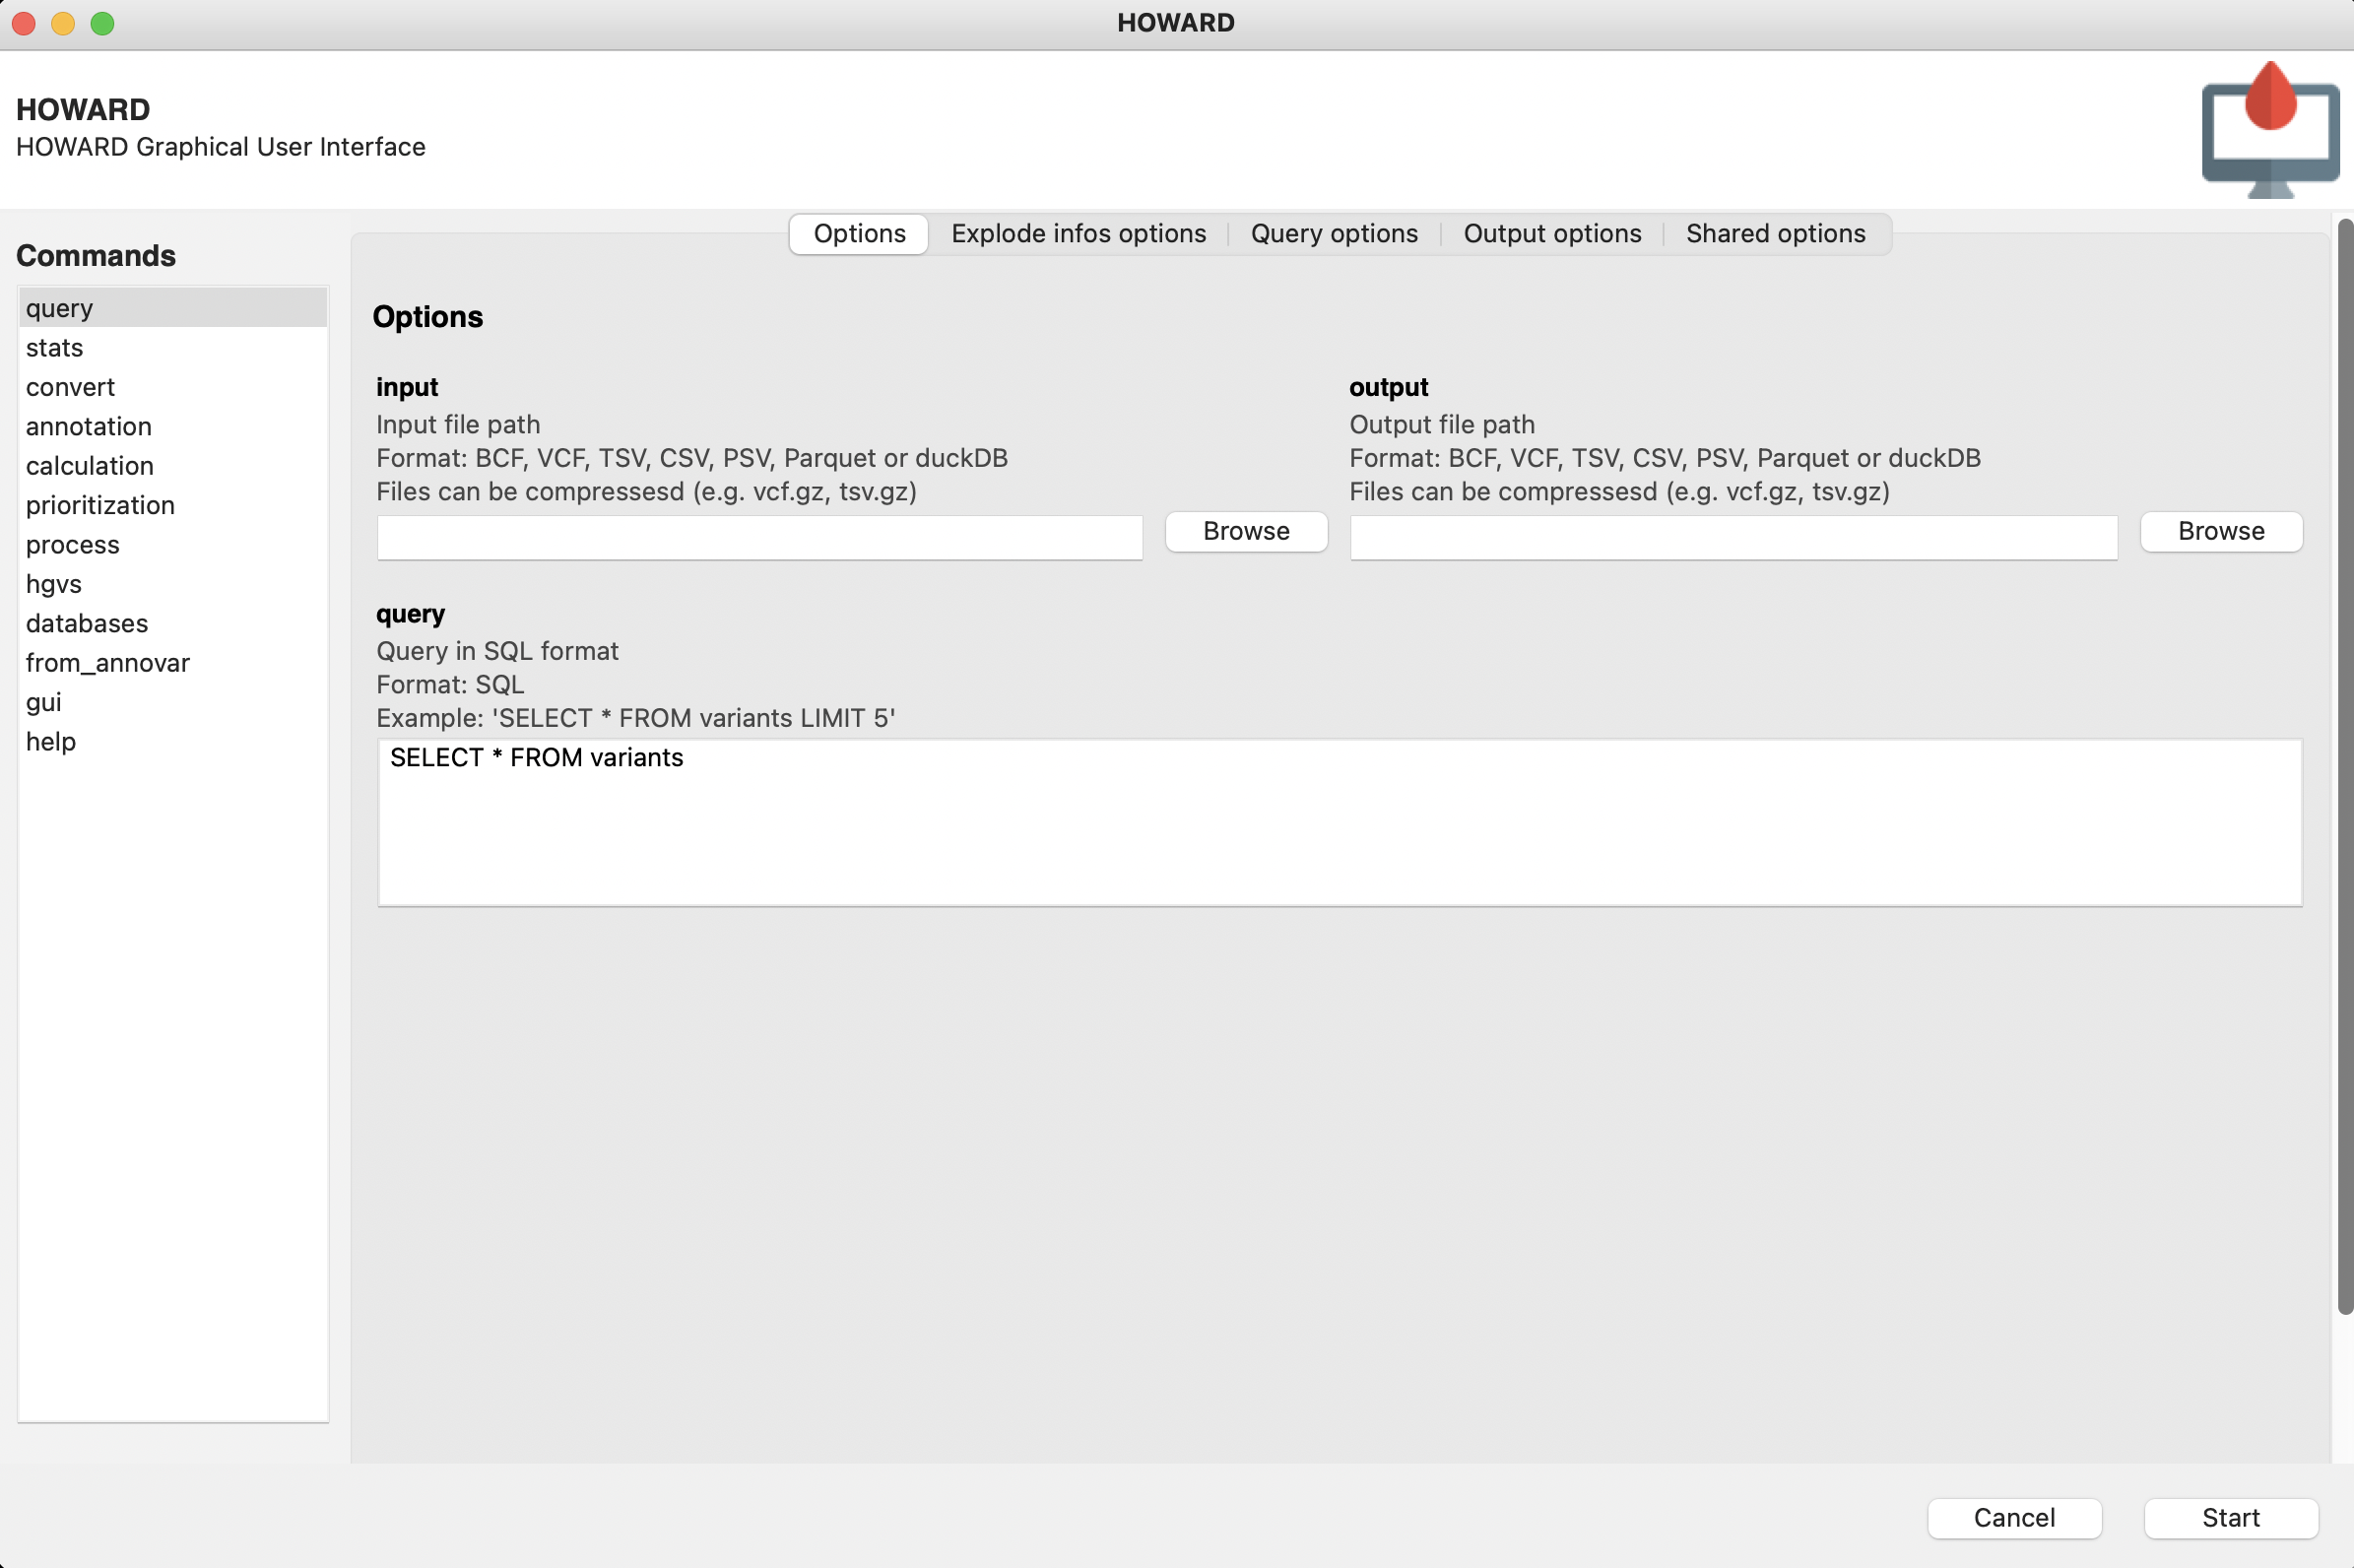 HOWARD
HOWARD
HOWARD Graphical User Interface
Commands
query
stats
convert
annotation
calculation
prioritization
process
hgvs
databases
from_annovar
gui
help
Options
Explode infos options
Query options
Output options
Shared options
Options
input
Input file path
Format: BCF, VCF, TSV, CSV, PSV, Parquet or duckDB
Files can be compressesd (e.g. vcf.gz, tsv.gz)
Browse
output
Output file path
Format: BCF, VCF, TSV, CSV, PSV, Parquet or duckDB
Files can be compressesd (e.g. vcf.gz, tsv.gz)
Browse
query
Query in SQL format
Format: SQL
Example: 'SELECT * FROM variants LIMIT 5'
SELECT * FROM variants
Cancel
Start